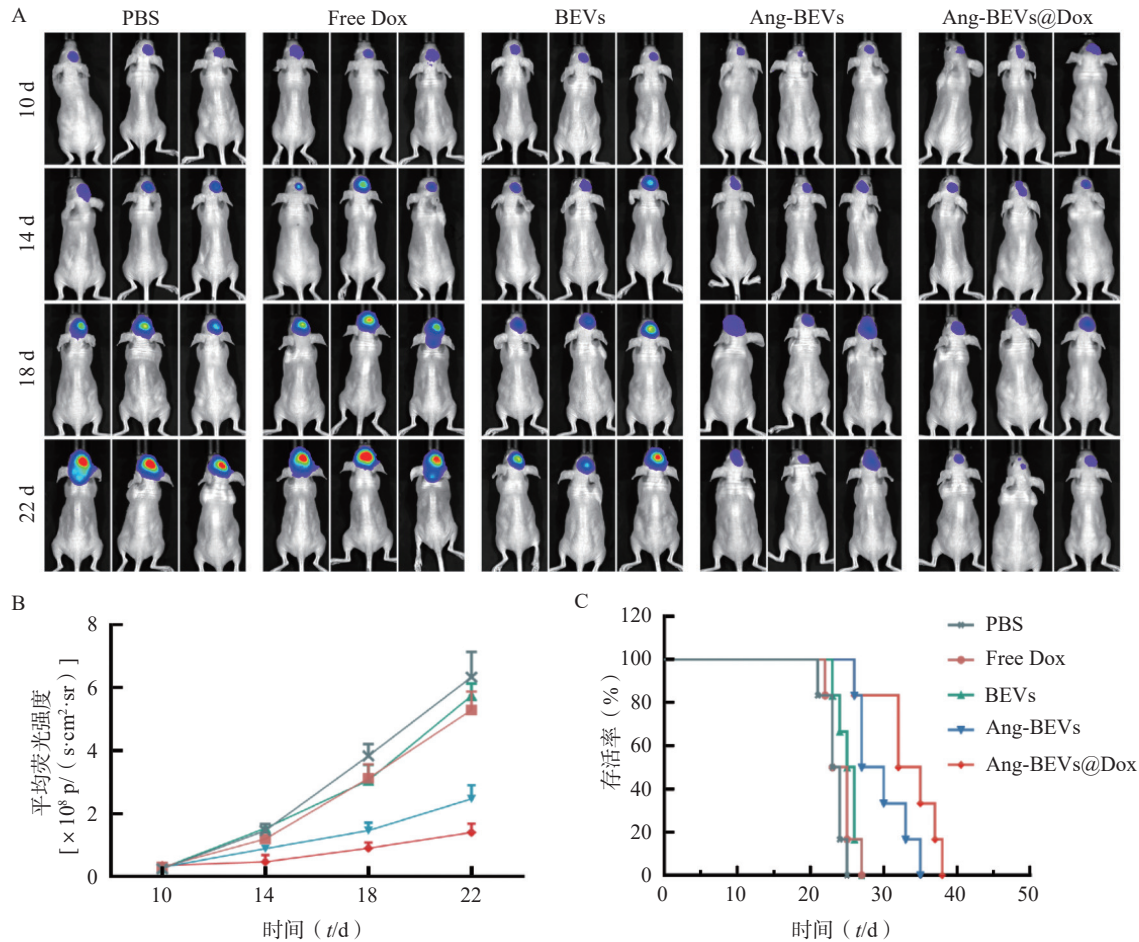 A
PBS
Free Dox
BEVs
Ang-BEVs
Ang-BEVs@Dox
10 d
14 d
18 d
22 d
B
平均荧光强度
[ × 10⁸ p/( s·cm²·sr) ]
8
6
4
2
0
10
14
18
22
时间( t/d )
C
存活率( % )
120
100
80
60
40
20
0
0
10
20
30
40
50
时间( t/d )
PBS
Free Dox
BEVs
Ang-BEVs
Ang-BEVs@Dox